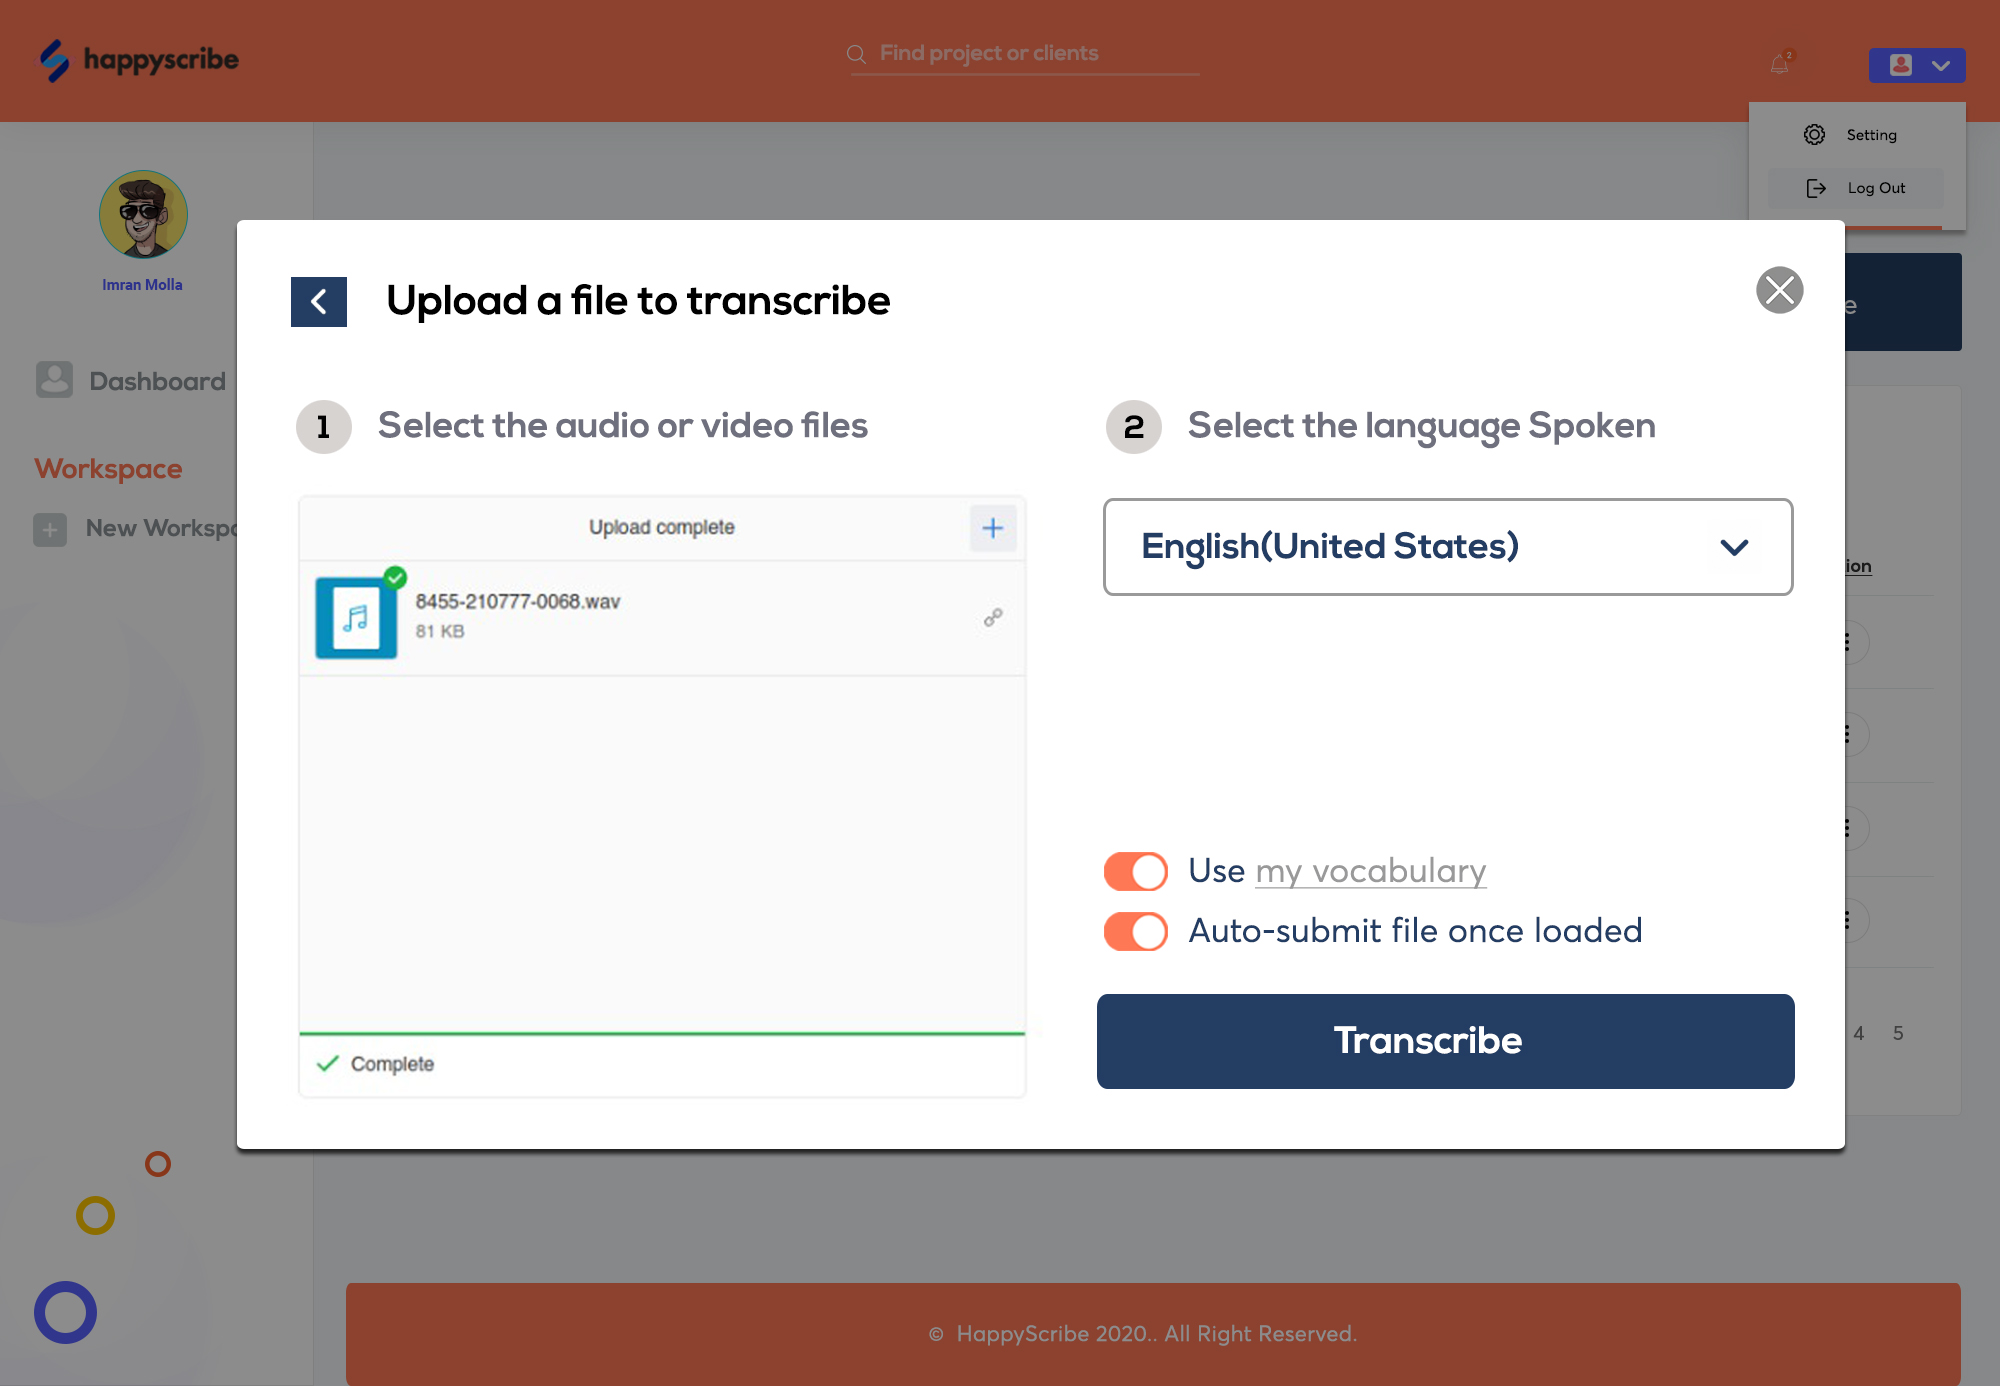 happyscribe
Find project or clients
2
Setting
Log Out
Imran Molla
Dashboard
Workspace
New Workspo
Upload a file to transcribe
1 Select the audio or video files
Upload complete
8455-210777-0068.wav
81 KB
Complete
2 Select the language Spoken
English(United States)
Use my vocabulary
Auto-submit file once loaded
Transcribe
e
ion
4 5
© HappyScribe 2020.. All Right Reserved.